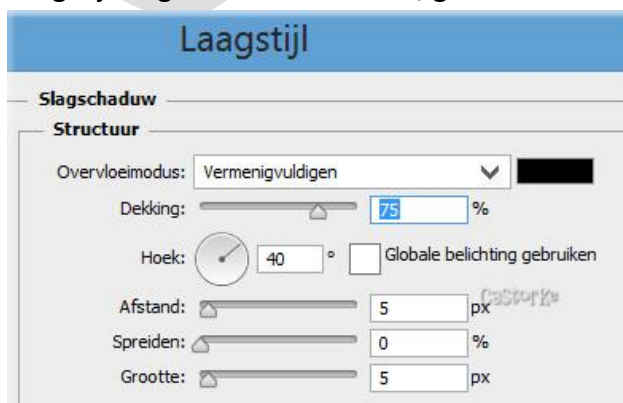 Laagstijl
Slagschaduw
Structuur
Overvloeimodus: Vermenigvuldigen
Dekking: 75 %
Hoek: 40 ° Globale belichting gebruiken
Afstand: 5 px
CaStorKe
Spreiden: 0 %
Grootte: 5 px